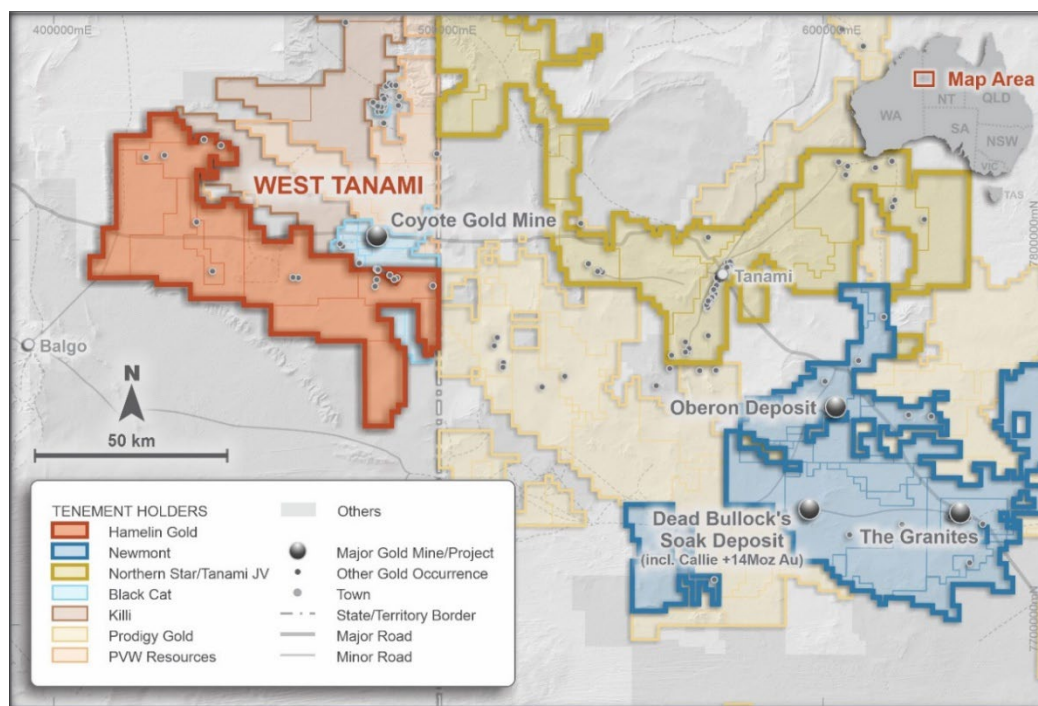 400000mE
500000mE
600000mE
Map Area
WA
NT
QLD
SA
NSW
VIC
TAS
WEST TANAMI
Coyote Gold Mine
7800000mN
Tanami
Balgo
N
50 km
Oberon Deposit
Dead Bullock's
Soak Deposit
(incl. Callie +14Moz Au)
The Granites
7700000mN
TENEMENT HOLDERS
Hamelin Gold
Newmont
Northern Star/Tanami JV
Black Cat
Killi
Prodigy Gold
PVW Resources
Others
Major Gold Mine/Project
Other Gold Occurrence
Town
State/Territory Border
Major Road
Minor Road